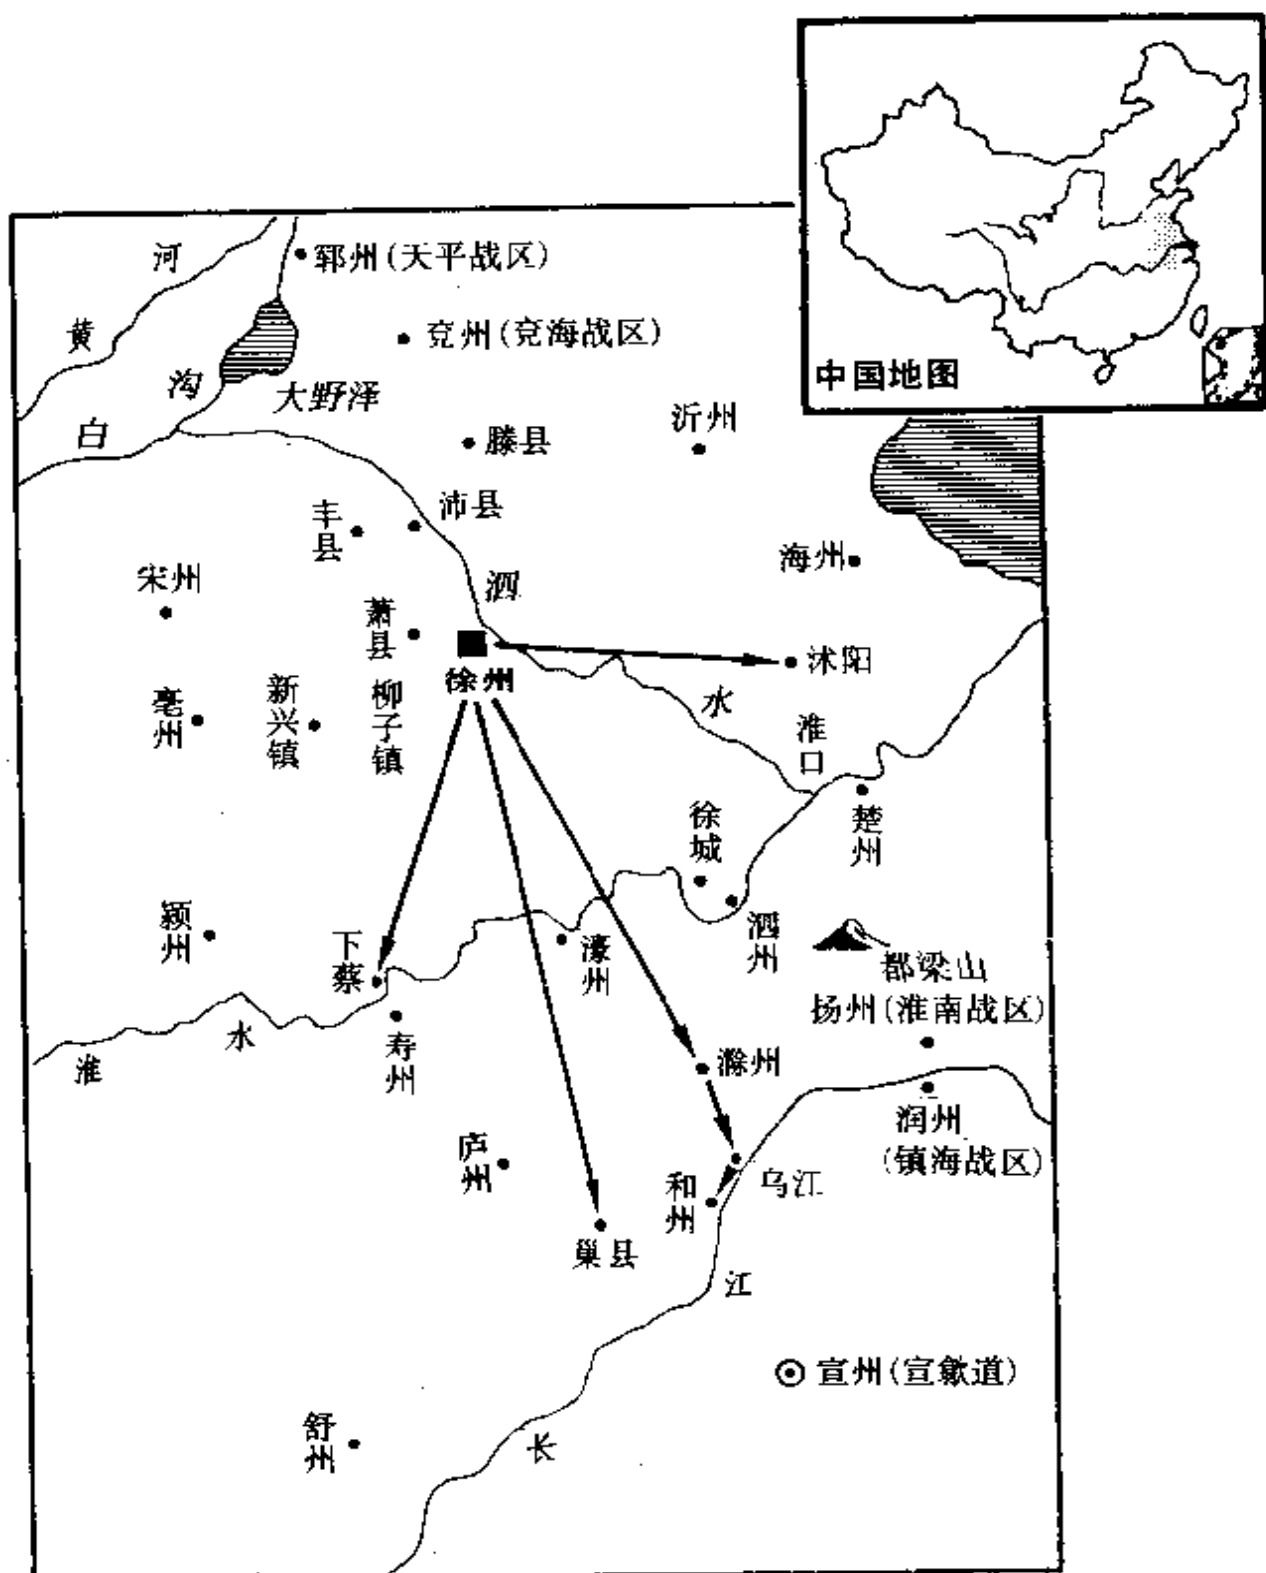 中国地图
河
黄
郓州(天平战区)
兖州(兖海战区)
沟
白
大野泽
滕县
沂州
丰县
沛县
海州
宋州
泗
萧县
徐州
沭阳
亳州
新兴镇
柳子镇
水
淮口
徐城
楚州
颍州
下蔡
濠州
泗州
都梁山
扬州(淮南战区)
淮
水
寿州
滁州
润州
(镇海战区)
庐州
和州
乌江
巢县
江
宣州(宣歙道)
舒州
长